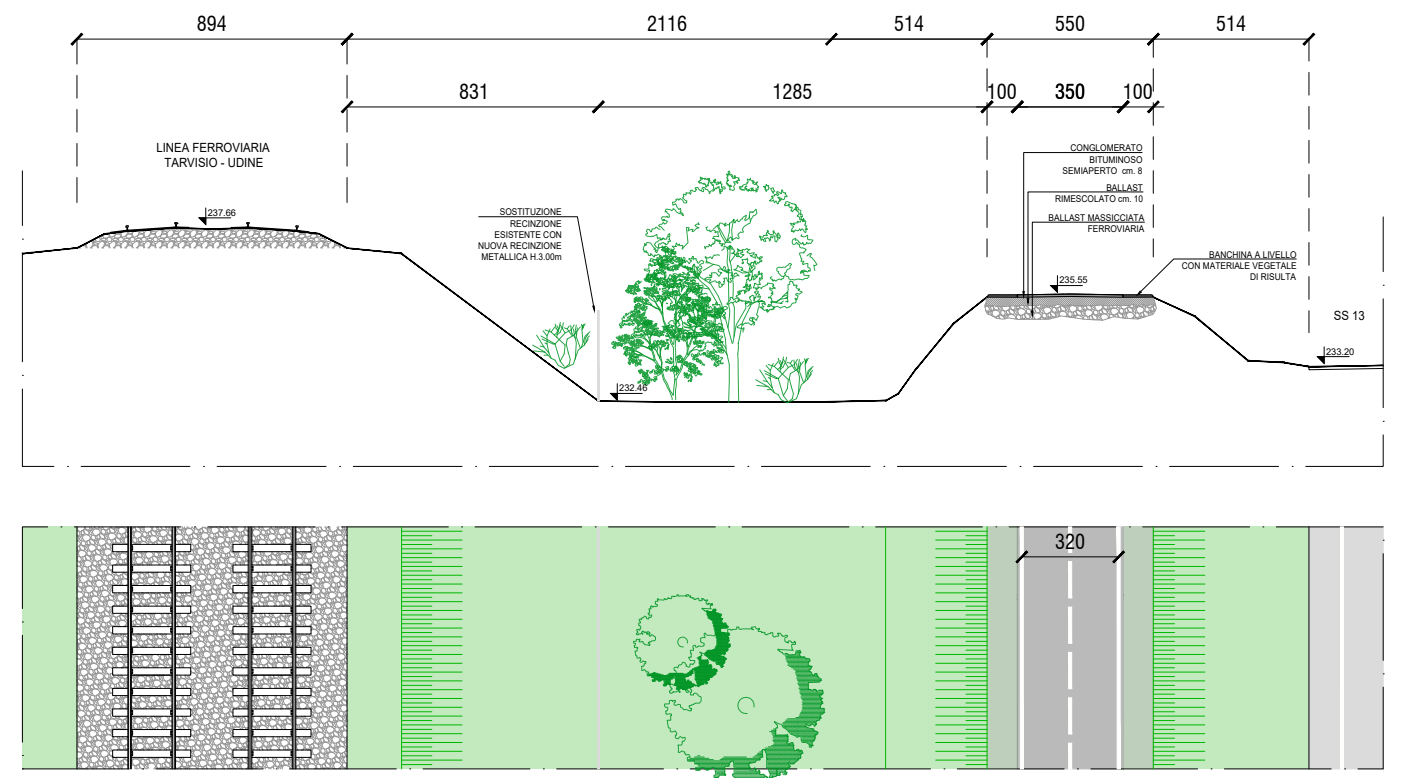 894
2116
514
550
514
831
1285
100
350
100
LINEA FERROVIARIA
TARVISIO - UDINE
237.66
SOSTITUZIONE
RECINZIONE
ESISTENTE CON
NUOVA RECINZIONE
METALLICA H.3.00m
232.46
CONGLOMERATO
BITUMINOSO
SEMIAPERTO cm. 8
BALLAST
RIMESCOLATO cm. 10
BALLAST MASSICCIATA
FERROVIARIA
235.55
BANCHINA A LIVELLO
CON MATERIALE VEGETALE
DI RISULTA
SS 13
233.20
320